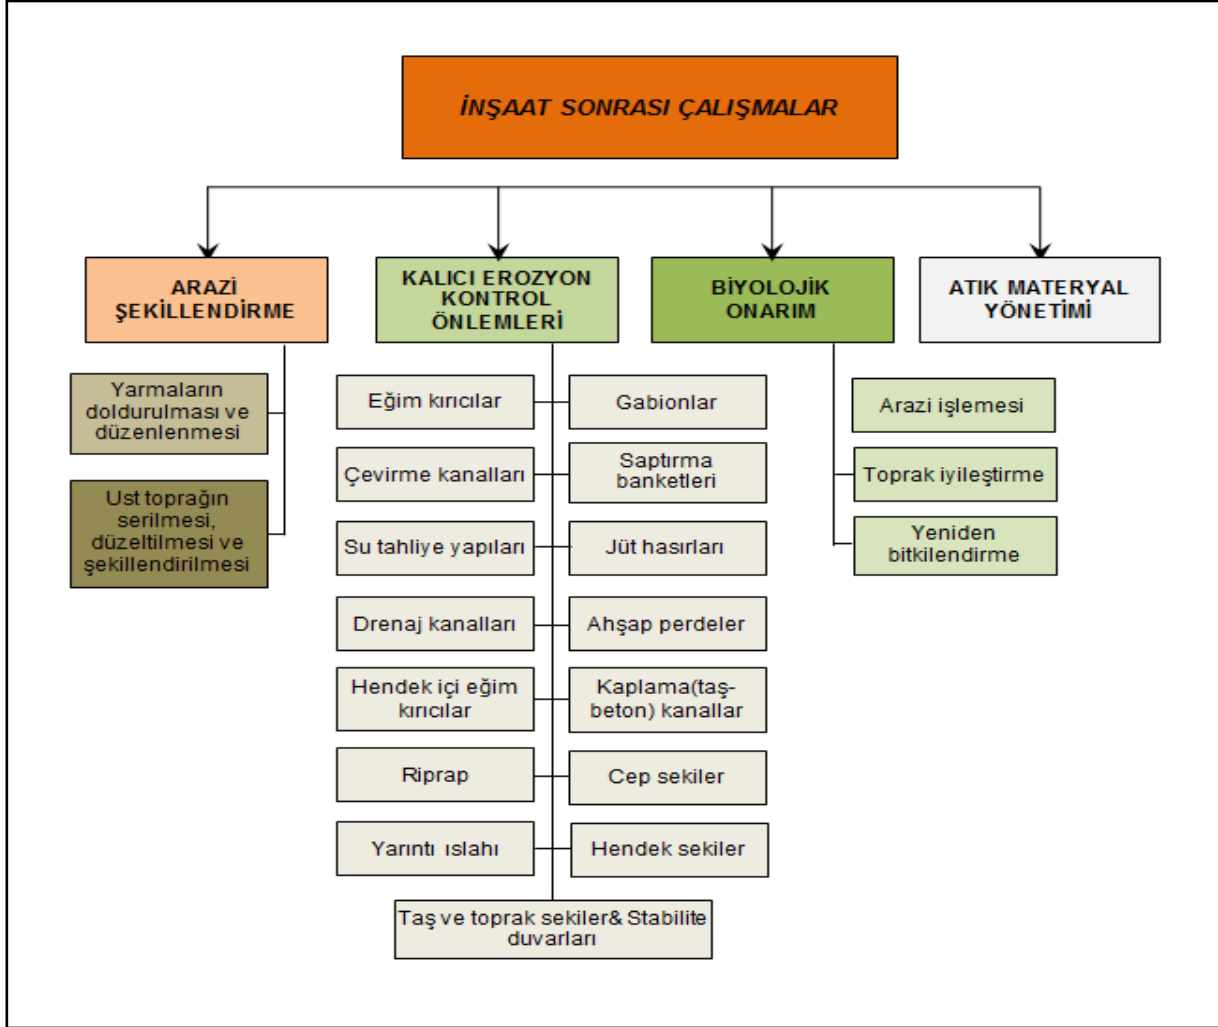 İNŞAAT SONRASI ÇALIŞMALAR
ARAZİ
ŞEKİLLENDİRME
KALICI EROZYON
KONTROL
ÖNLEMLERİ
BİYOLOJİK
ONARIM
ATIK MATERYAL
YÖNETİMİ
Yarmaların
doldurulması ve
düzenlenmesi
Ust toprağın
serilmesi,
düzeltilmesi ve
şekillendirilmesi
Eğim kırıcılar
Gabionlar
Çevirme kanalları
Saptırma
banketleri
Su tahliye yapıları
Jüt hasırları
Drenaj kanalları
Ahşap perdeler
Hendek içi eğim
kırıcılar
Kaplama(taş-
beton) kanallar
Riprap
Cep sekiler
Yarıntı ıslahı
Hendek sekiler
Taş ve toprak sekiler& Stabilite
duvarları
Arazi işlemesi
Toprak iyileştirme
Yeniden
bitkilendirme